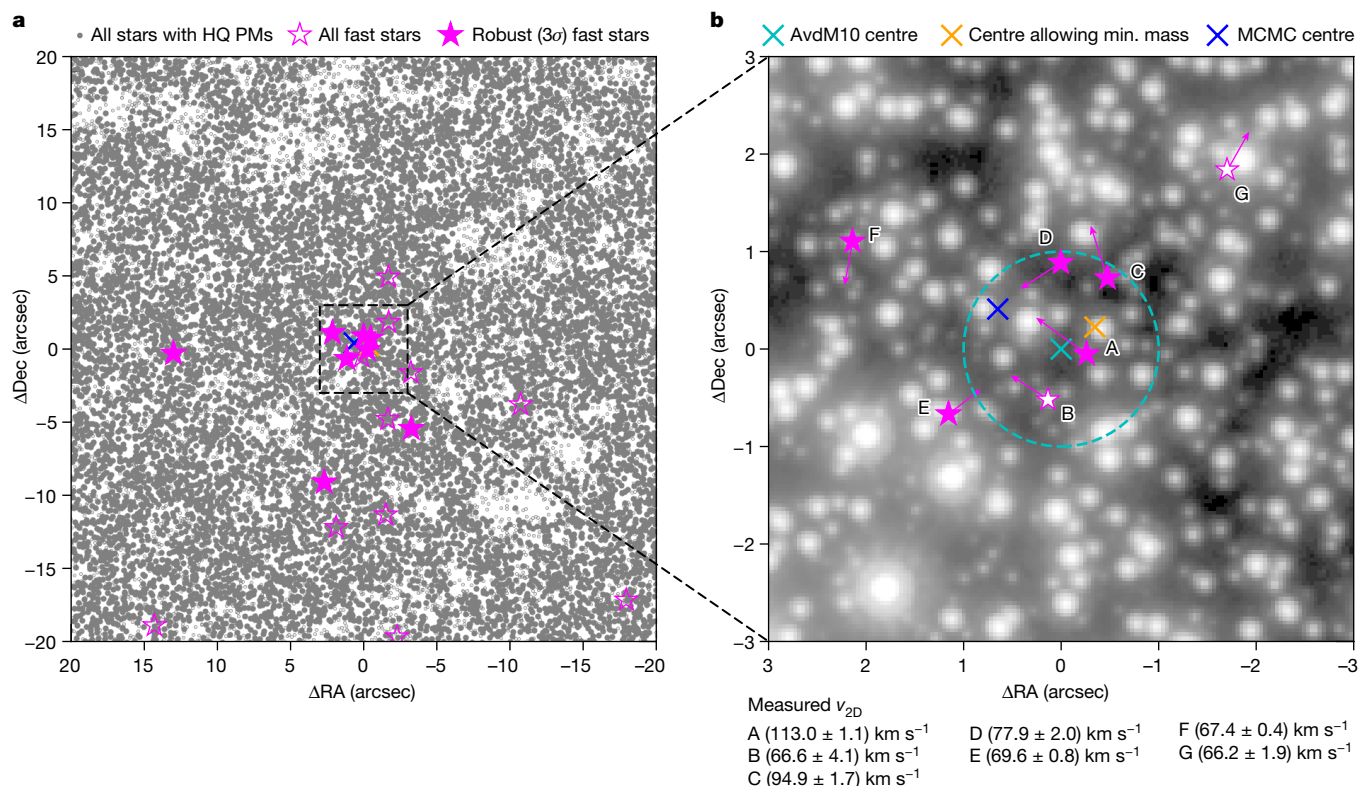 a
All stars with HQ PMs All fast stars Robust (3σ) fast stars
20
15
10
5
0
−5
−10
−15
−20
ΔDec (arcsec)
20 15 10 5 0 −5 −10 −15 −20
ΔRA (arcsec)
b
AvdM10 centre Centre allowing min. mass MCMC centre
3
2
1
0
−1
−2
−3
ΔDec (arcsec)
G
F
D
C
A
E
B
3 2 1 0 −1 −2 −3
ΔRA (arcsec)
Measured v2D
A (113.0 ± 1.1) km s⁻¹ D (77.9 ± 2.0) km s⁻¹ F (67.4 ± 0.4) km s⁻¹
B (66.6 ± 4.1) km s⁻¹ E (69.6 ± 0.8) km s⁻¹ G (66.2 ± 1.9) km s⁻¹
C (94.9 ± 1.7) km s⁻¹